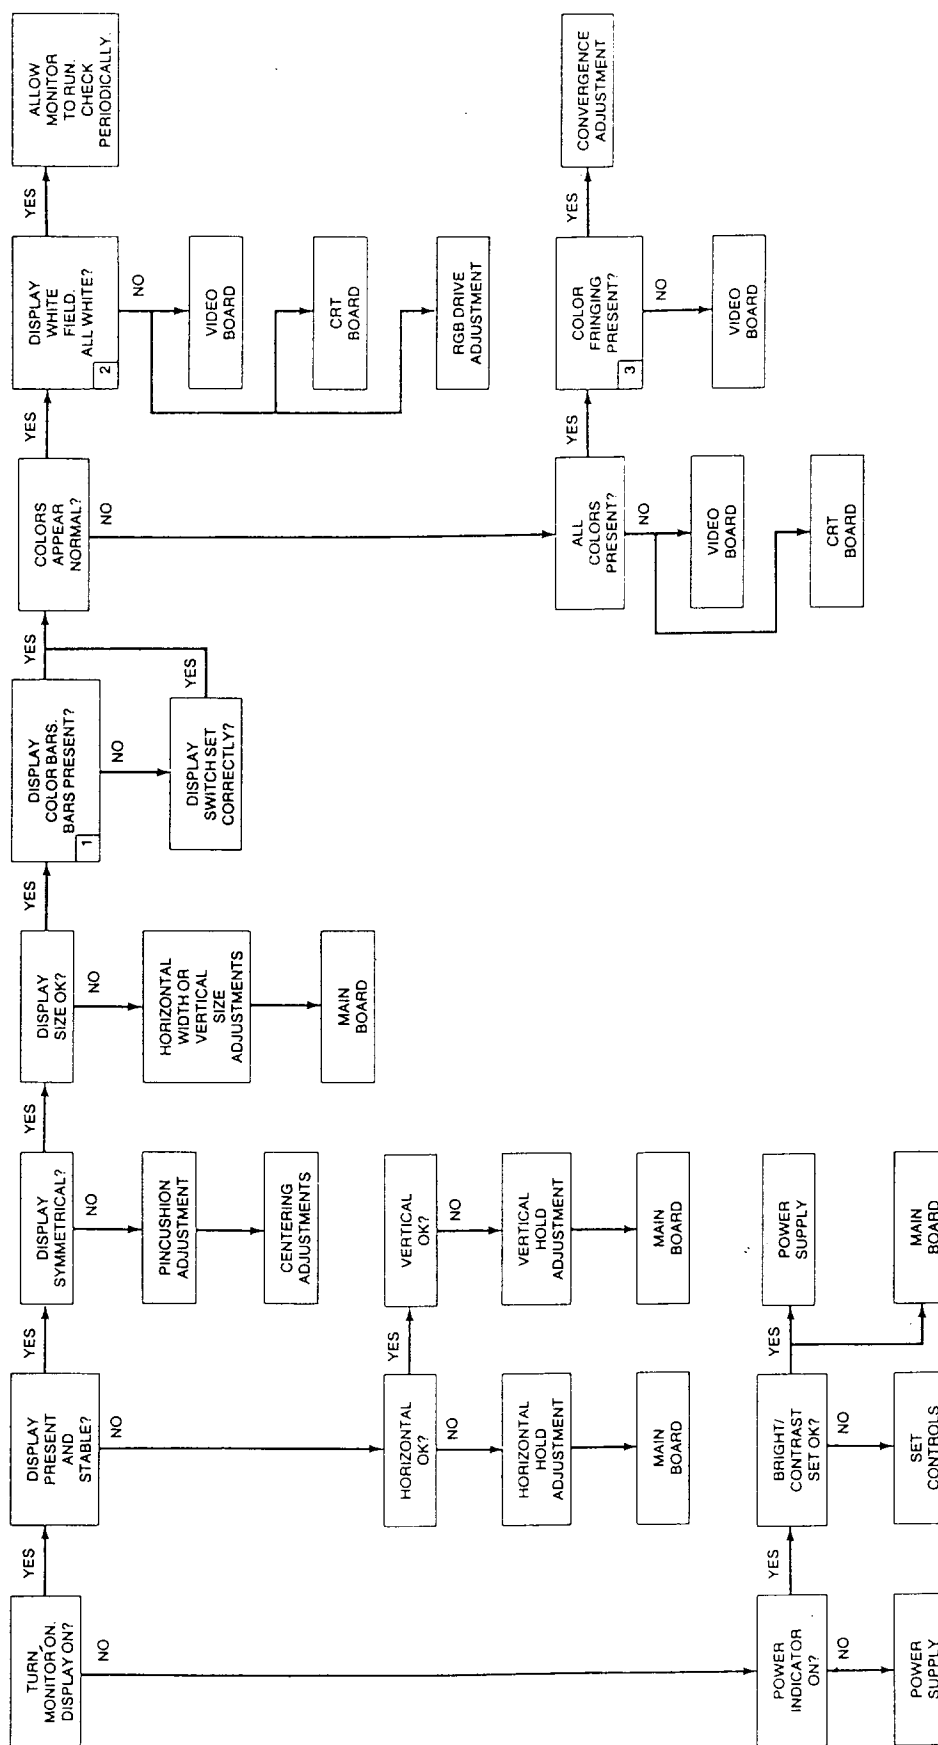 TURN
MONITOR ON.
DISPLAY ON?
YES
NO
DISPLAY
PRESENT
AND
STABLE?
YES
NO
DISPLAY
SYMMETRICAL?
YES
NO
PINCUSHION
ADJUSTMENT
CENTERING
ADJUSTMENTS
DISPLAY
SIZE OK?
YES
NO
HORIZONTAL
WIDTH OR
VERTICAL
SIZE
ADJUSTMENTS
MAIN
BOARD
DISPLAY
COLOR BARS.
BARS PRESENT?
1
YES
NO
DISPLAY
SWITCH SET
CORRECTLY?
YES
COLORS
APPEAR
NORMAL?
YES
NO
DISPLAY
WHITE
FIELD.
ALL WHITE?
2
YES
NO
VIDEO
BOARD
CRT
BOARD
RGB DRIVE
ADJUSTMENT
ALLOW
MONITOR
TO RUN.
CHECK
PERIODICALLY.
HORIZONTAL
OK?
YES
NO
HORIZONTAL
HOLD
ADJUSTMENT
MAIN
BOARD
VERTICAL
OK?
NO
VERTICAL
HOLD
ADJUSTMENT
MAIN
BOARD
ALL
COLORS
PRESENT?
YES
NO
VIDEO
BOARD
CRT
BOARD
COLOR
FRINGING
PRESENT?
3
YES
NO
VIDEO
BOARD
CONVERGENCE
ADJUSTMENT
POWER
INDICATOR
ON?
YES
NO
POWER
SUPPLY
BRIGHT/
CONTRAST
SET OK?
YES
NO
SET
CONTROLS
POWER
SUPPLY
MAIN
BOARD